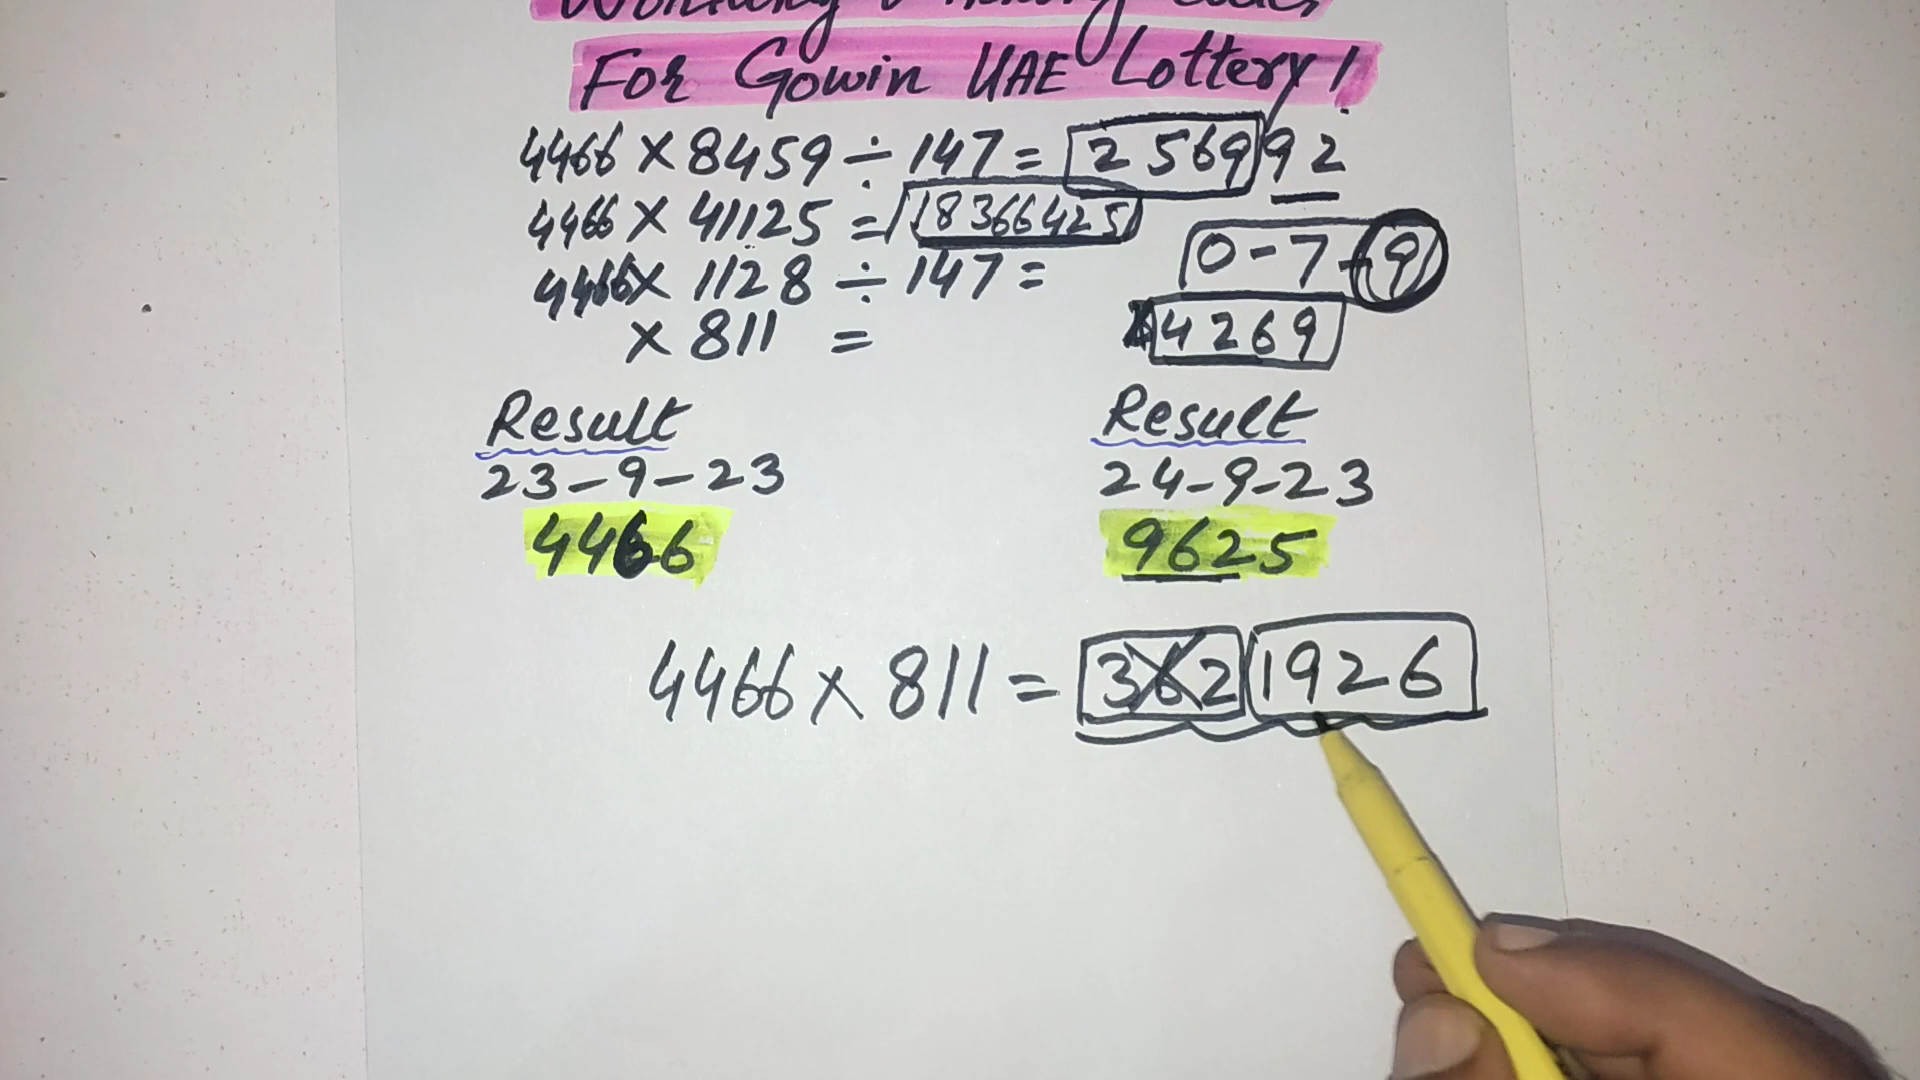 For Gowin UAE Lottery!
4466 × 8459 ÷ 147 = 256992
4466 × 41125 = 18366425
0-7-9
4466 × 1128 ÷ 147 =
4269
× 811 =
Result
Result
23-9-23
24-9-23
4466
9625
4466 × 811 = 3621926